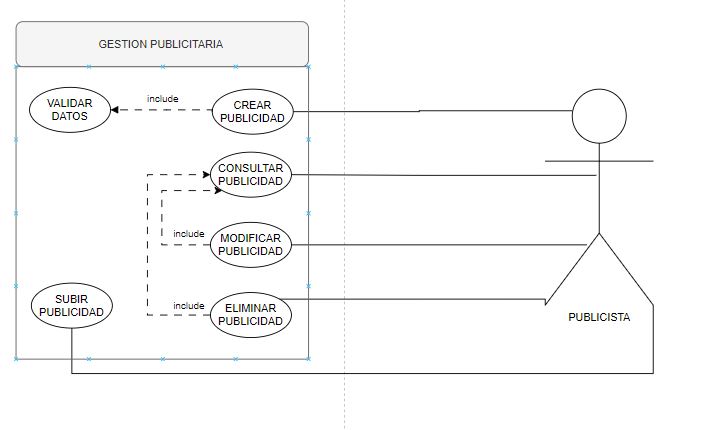 GESTION PUBLICITARIA
VALIDAR
DATOS
include
CREAR
PUBLICIDAD
CONSULTAR
PUBLICIDAD
include
MODIFICAR
PUBLICIDAD
SUBIR
PUBLICIDAD
include
ELIMINAR
PUBLICIDAD
PUBLICISTA